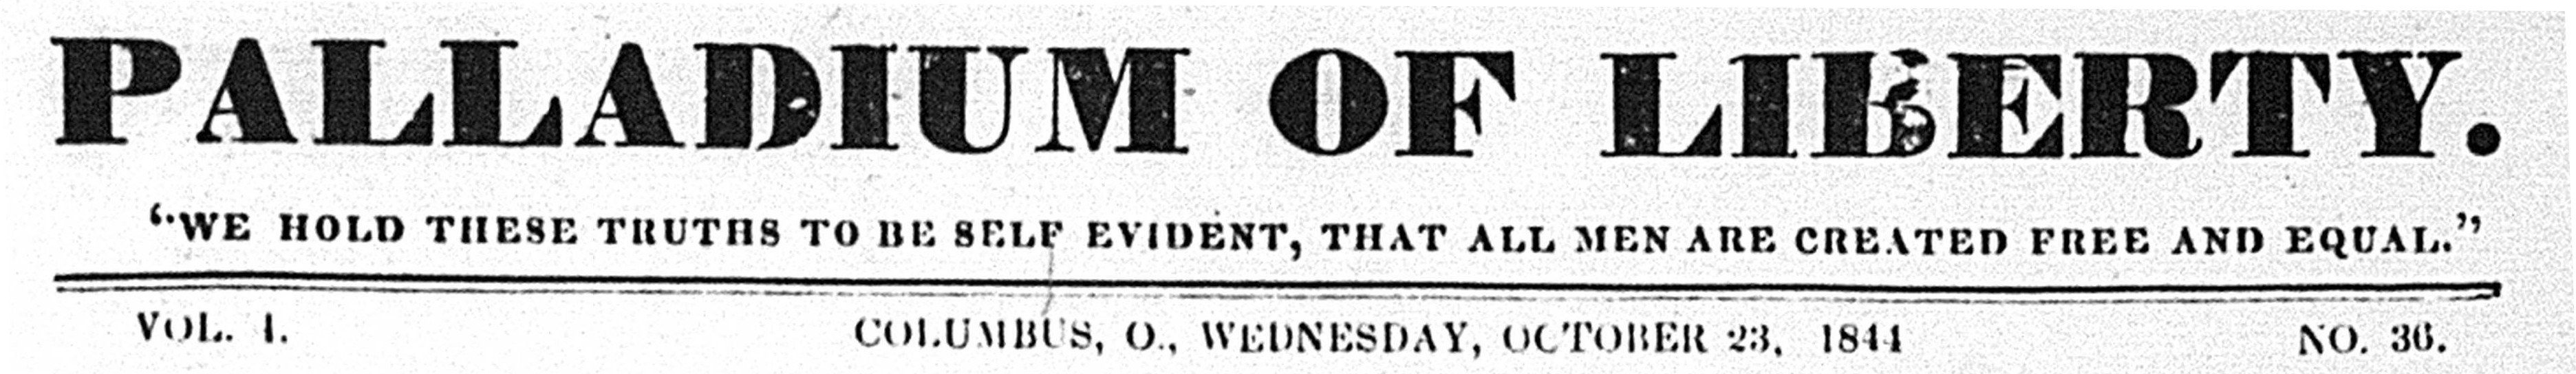 PALLADIUM OF LIBERTY.
“WE HOLD THESE TRUTHS TO BE SELF EVIDENT, THAT ALL MEN ARE CREATED FREE AND EQUAL.”
VOL. 1. COLUMBUS, O., WEDNESDAY, OCTOBER 23, 1844 NO. 36.